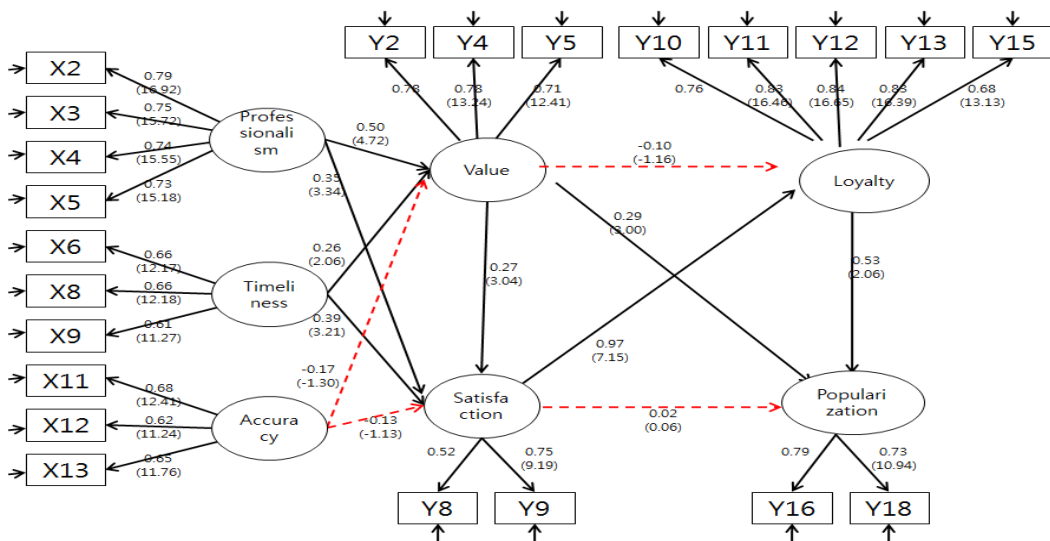 Y2
Y4
Y5
Y10
Y11
Y12
Y13
Y15
X2
X3
X4
X5
X6
X8
X9
X11
X12
X13
0.79
(16.92)
0.75
(15.72)
0.74
(15.55)
0.73
(15.18)
0.66
(12.17)
0.66
(12.18)
0.61
(11.27)
0.68
(12.41)
0.62
(11.24)
0.65
(11.76)
Profes
sionali
sm
Timeli
ness
Accura
cy
0.78
0.78
(13.24)
0.71
(12.41)
0.76
0.83
(16.46)
0.84
(16.65)
0.83
(16.39)
0.68
(13.13)
0.50
(4.72)
0.35
(3.34)
0.26
(2.06)
0.39
(3.21)
-0.17
(-1.30)
-0.13
(-1.13)
Value
-0.10
(-1.16)
Loyalty
0.29
(3.00)
0.27
(3.04)
0.53
(2.06)
0.97
(7.15)
Satisfa
ction
0.02
(0.06)
Populari
zation
0.52
0.75
(9.19)
0.79
0.73
(10.94)
Y8
Y9
Y16
Y18